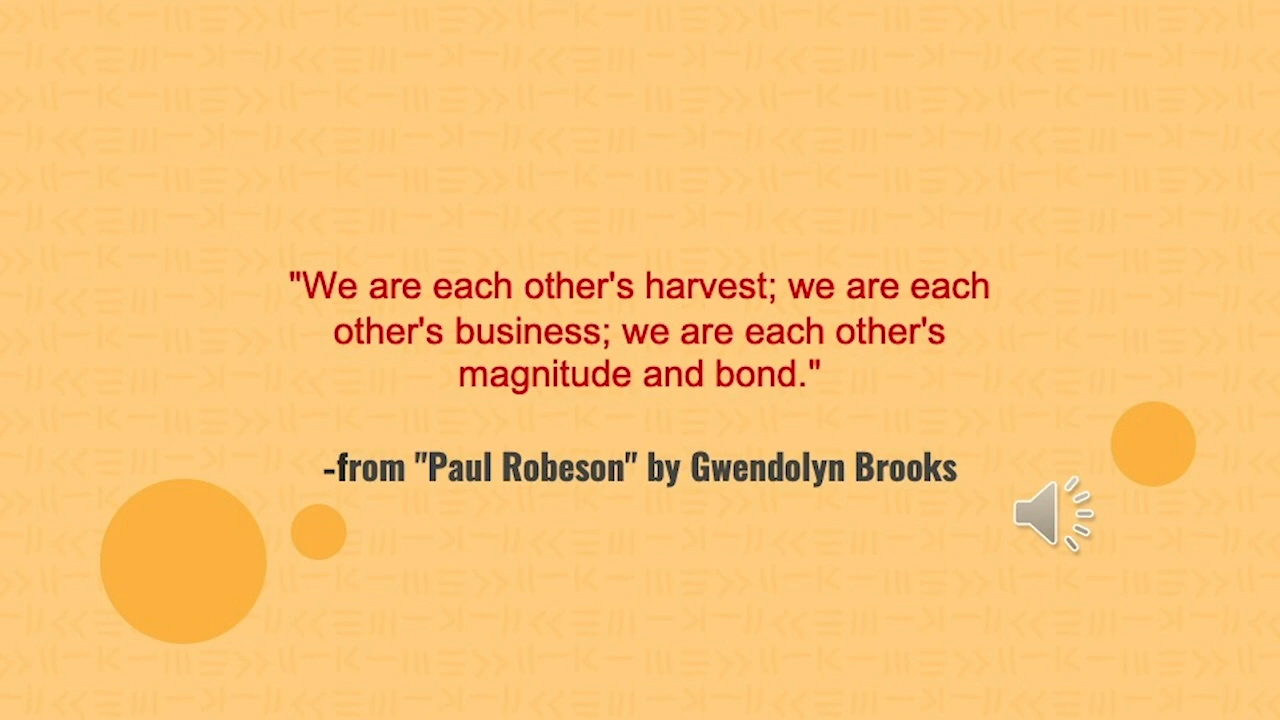 "We are each other's harvest; we are each
other's business; we are each other's
magnitude and bond."
-from "Paul Robeson" by Gwendolyn Brooks